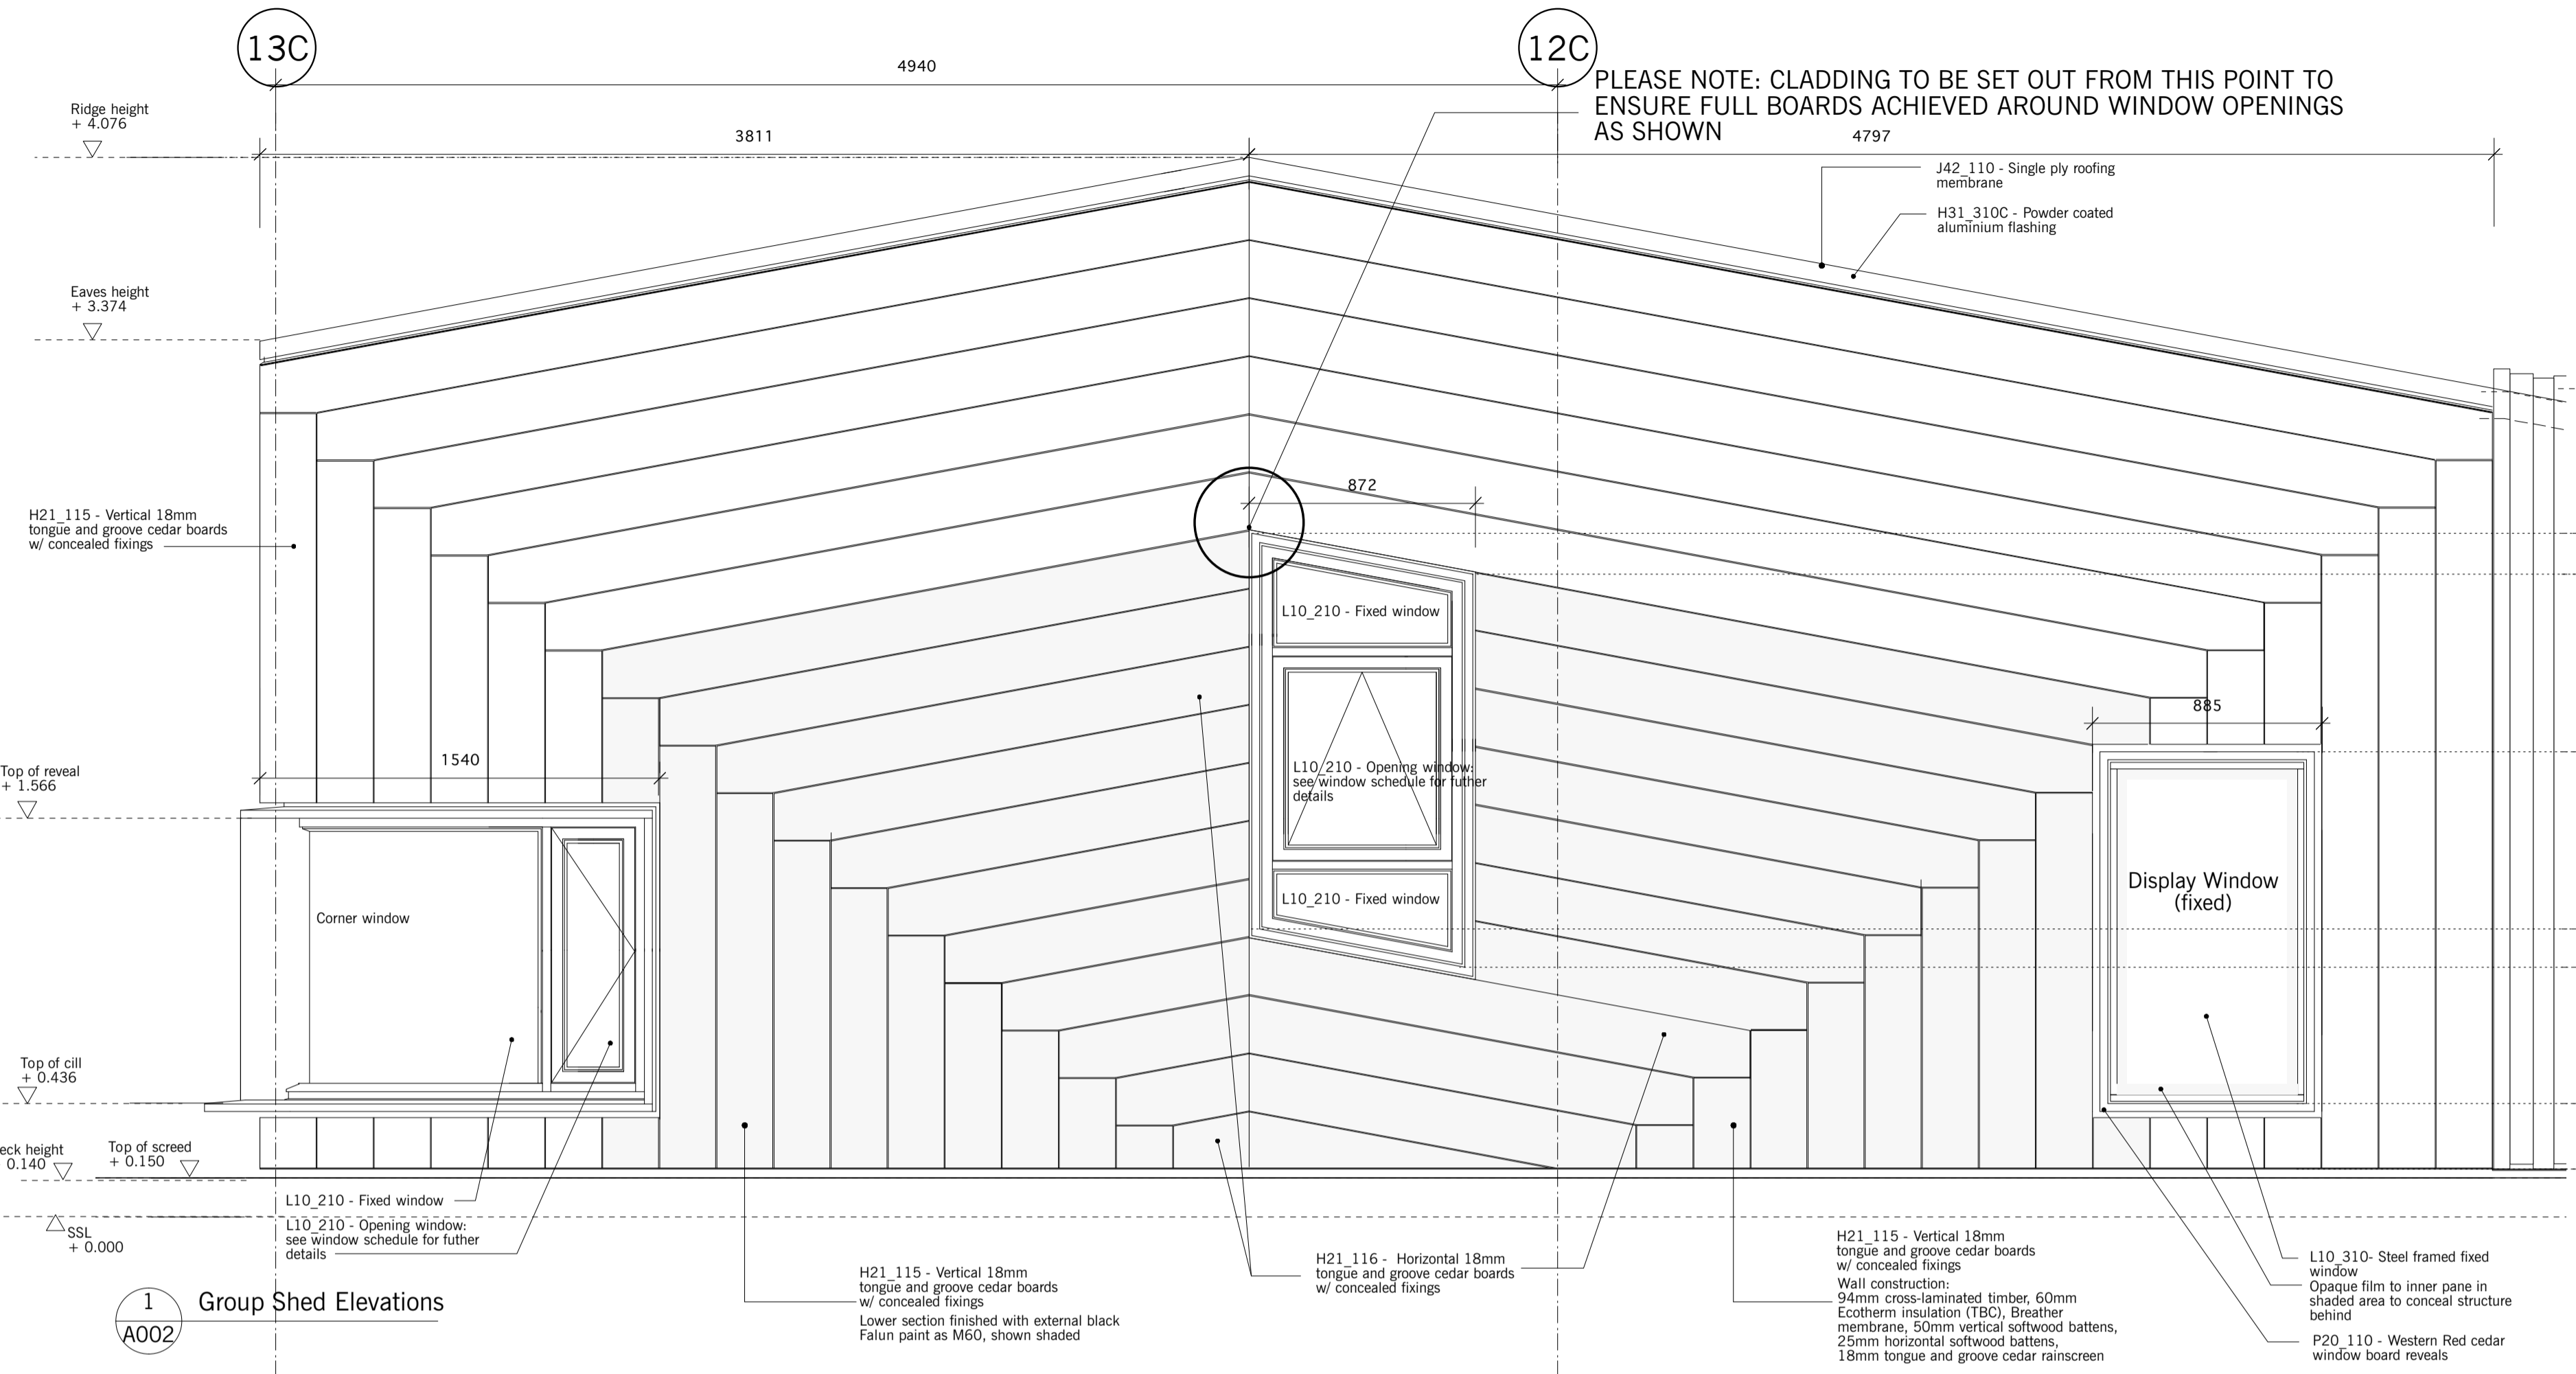 13C
12C
4940
PLEASE NOTE: CLADDING TO BE SET OUT FROM THIS POINT TO
ENSURE FULL BOARDS ACHIEVED AROUND WINDOW OPENINGS
AS SHOWN
Ridge height
+ 4.076
3811
4797
J42_110 - Single ply roofing
membrane
H31_310C - Powder coated
aluminium flashing
Eaves height
+ 3.374
872
H21_115 - Vertical 18mm
tongue and groove cedar boards
w/ concealed fixings
L10_210 - Fixed window
885
1540
Top of reveal
+ 1.566
L10_210 - Opening window:
see window schedule for futher
details
Display Window
(fixed)
L10_210 - Fixed window
Corner window
Top of cill
+ 0.436
eck height
0.140
Top of screed
+ 0.150
L10_210 - Fixed window
L10_210 - Opening window:
see window schedule for futher
details
SSL
+ 0.000
H21_115 - Vertical 18mm
tongue and groove cedar boards
w/ concealed fixings
Lower section finished with external black
Falun paint as M60, shown shaded
H21_116 - Horizontal 18mm
tongue and groove cedar boards
w/ concealed fixings
H21_115 - Vertical 18mm
tongue and groove cedar boards
w/ concealed fixings
Wall construction:
94mm cross-laminated timber, 60mm
Ecotherm insulation (TBC), Breather
membrane, 50mm vertical softwood battens,
25mm horizontal softwood battens,
18mm tongue and groove cedar rainscreen
L10_310- Steel framed fixed
window
Opaque film to inner pane in
shaded area to conceal structure
behind
P20_110 - Western Red cedar
window board reveals
1
A002
Group Shed Elevations